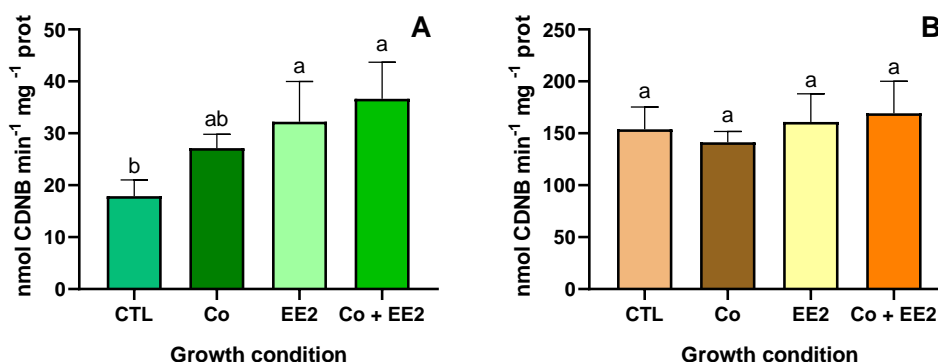 A
nmol CDNB min⁻¹ mg ⁻¹ prot
50
40
30
20
10
0
b
ab
a
a
CTL
Co
EE2
Co + EE2
Growth condition
B
nmol CDNB min⁻¹ mg ⁻¹ prot
250
200
150
100
50
0
a
a
a
a
CTL
Co
EE2
Co + EE2
Growth condition